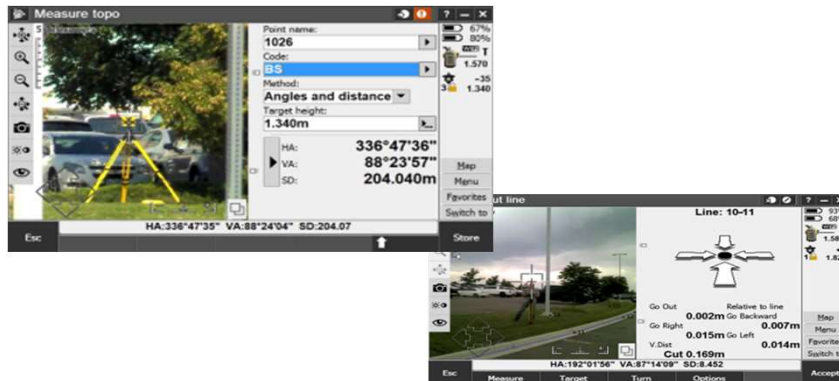 Measure topo
? — ×
Point name:
1026
Code:
BS
Method:
Angles and distance
Target height:
1.340m
HA: 336°47'36"
VA: 88°23'57"
SD: 204.040m
67%
80%
T
1.570
-35
3 1.340
Map
Menu
Favorites
Switch to
HA:336°47'35" VA:88°24'04" SD:204.07
Esc
Store
ut line
? —
Line: 10-11
Go Out Relative to line
0.002m Go Backward
Go Right 0.007m
0.015m Go Left
V.Dist 0.014m
Cut 0.169m
Map
Menu
Favorite
Switch to
HA:192°01'56" VA:87°14'09" SD:8.452
Esc Measure Target Turn Options Accept